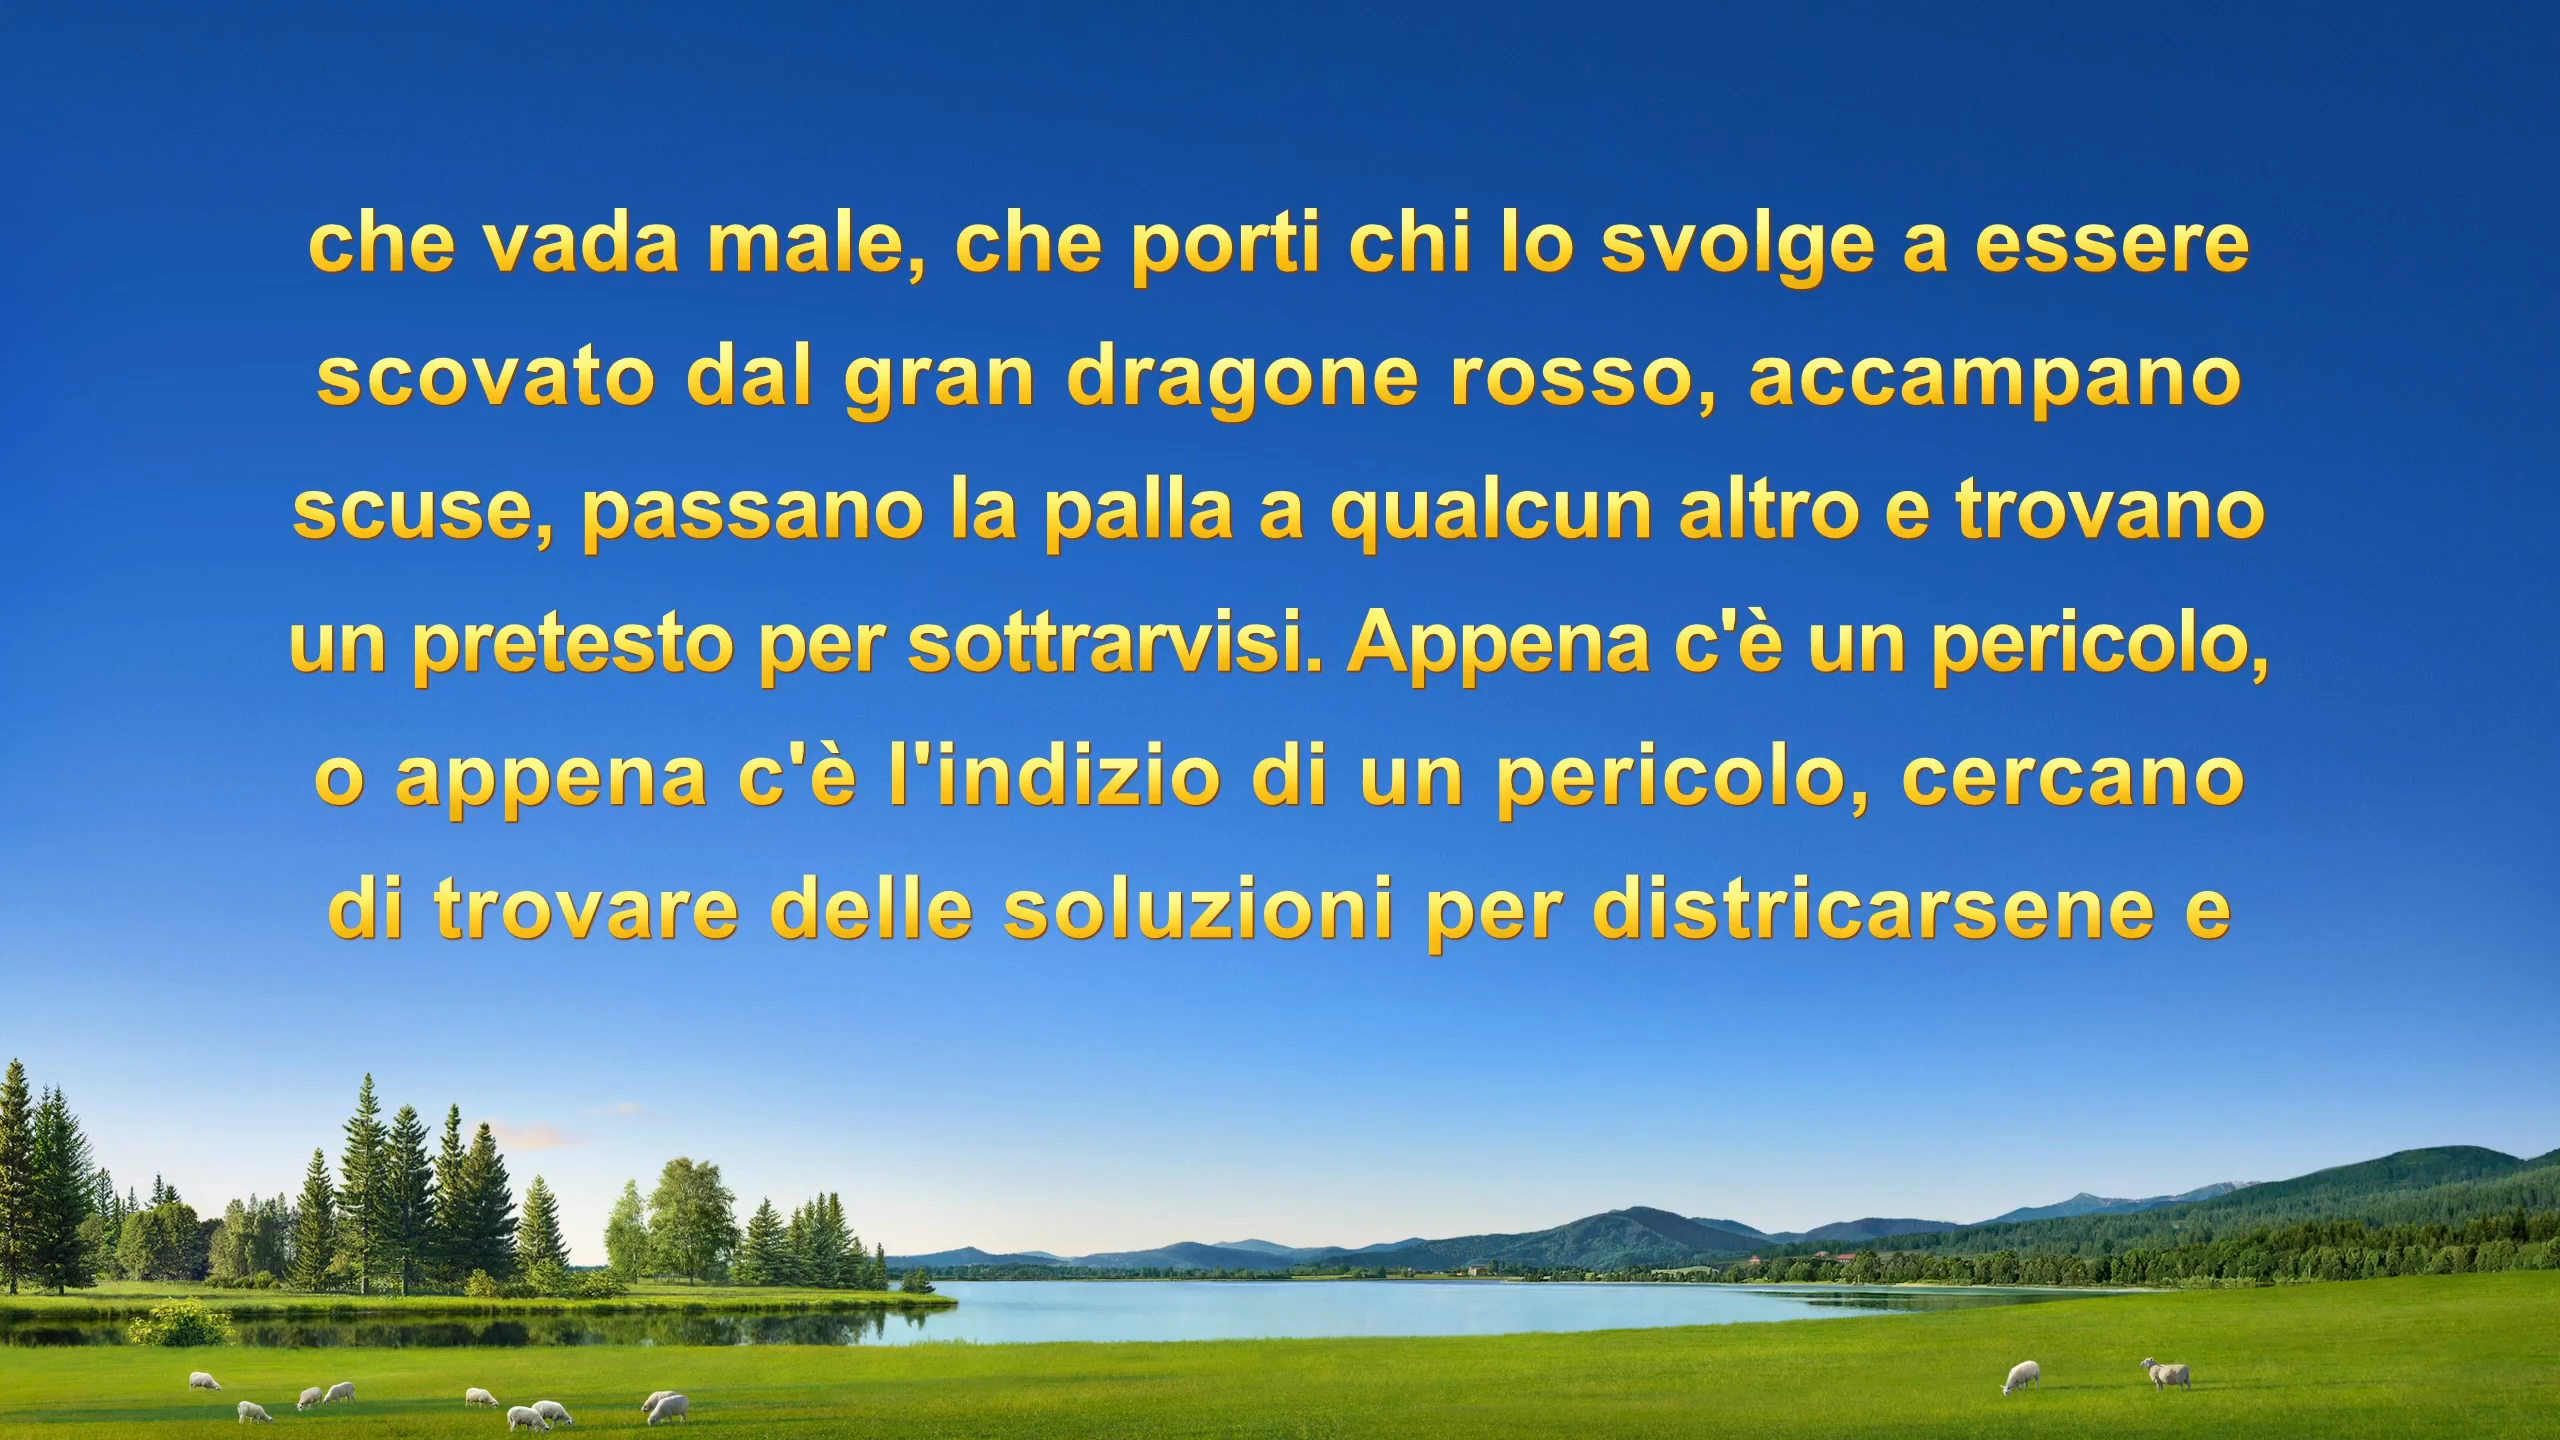 che vada male, che porti chi lo svolge a essere
scovato dal gran dragone rosso, accampano
scuse, passano la palla a qualcun altro e trovano
un pretesto per sottrarvisi. Appena c'è un pericolo,
o appena c'è l'indizio di un pericolo, cercano
di trovare delle soluzioni per districarsene e